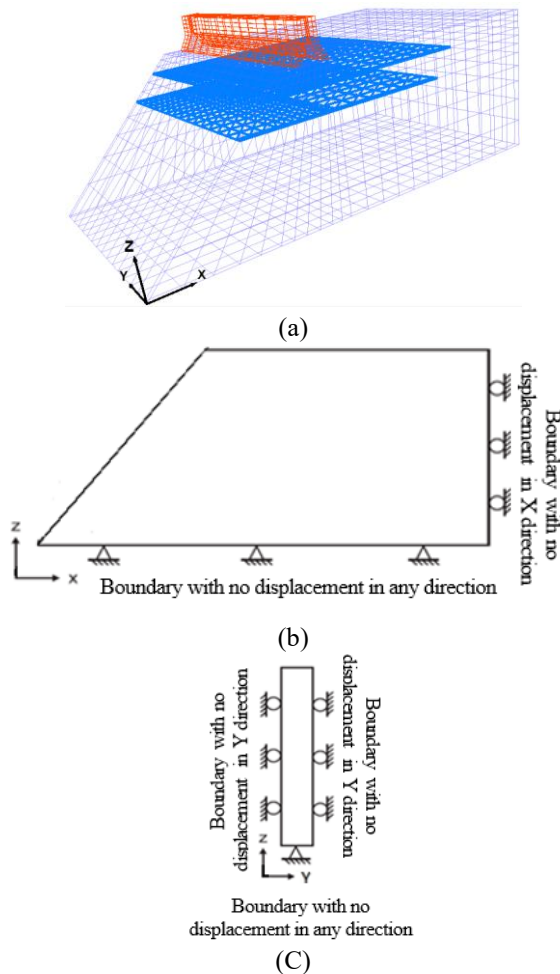 Z
Y
X
(a)
Boundary with no
displacement in X direction
Z
X
Boundary with no displacement in any direction
(b)
Boundary with no
displacement in Y direction
Boundary with no
displacement in Y direction
Z
Y
Boundary with no
displacement in any direction
(C)